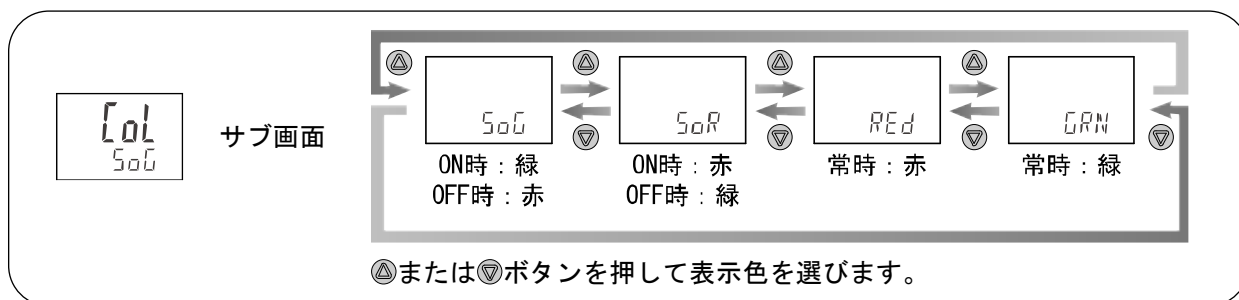 CoL
SoG
サブ画面
SoG
SoR
REd
GRN
ON時：緑
OFF時：赤
ON時：赤
OFF時：緑
常時：赤
常時：緑
△または▽ボタンを押して表示色を選びます。